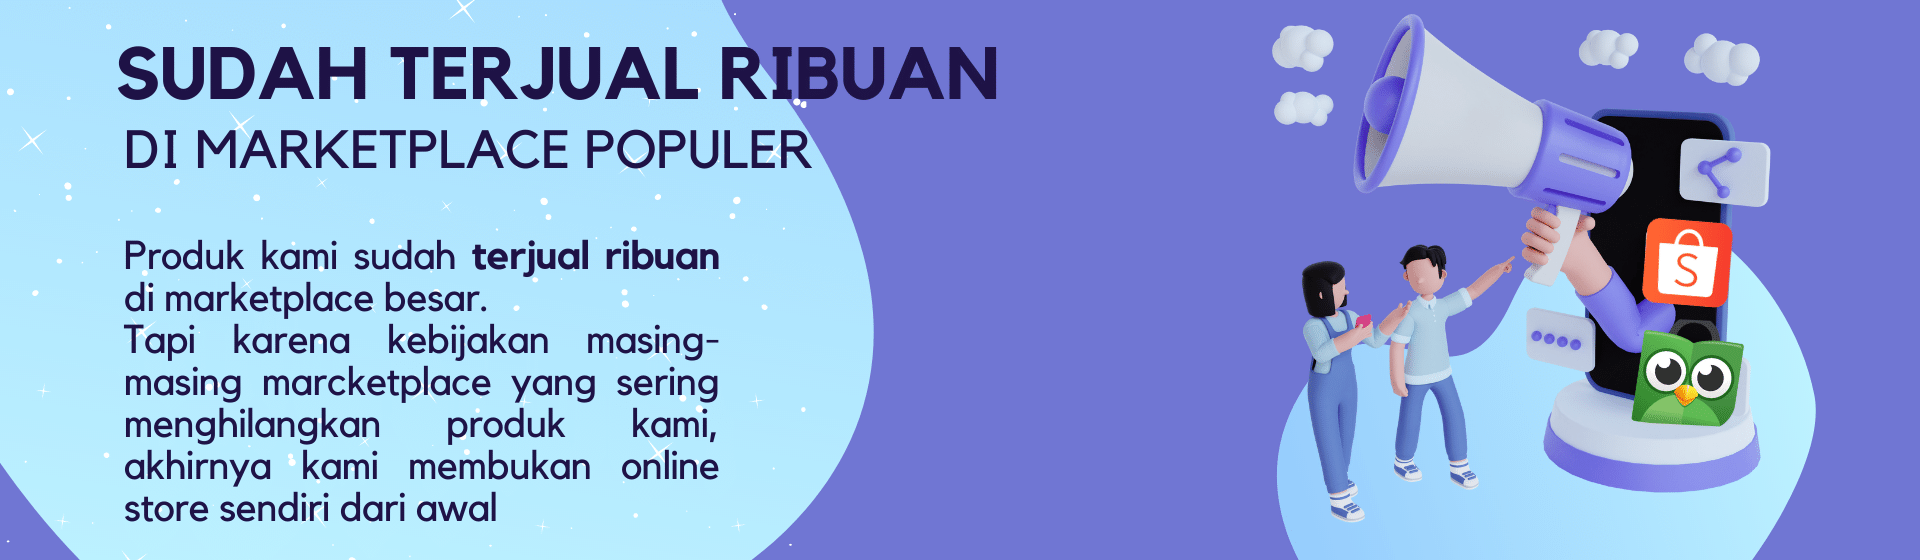 SUDAH TERJUAL RIBUAN
DI MARKETPLACE POPULER
Produk kami sudah terjual ribuan
di marketplace besar.
Tapi karena kebijakan masing-
masing marcketplace yang sering
menghilangkan produk kami,
akhirnya kami membukan online
store sendiri dari awal
S